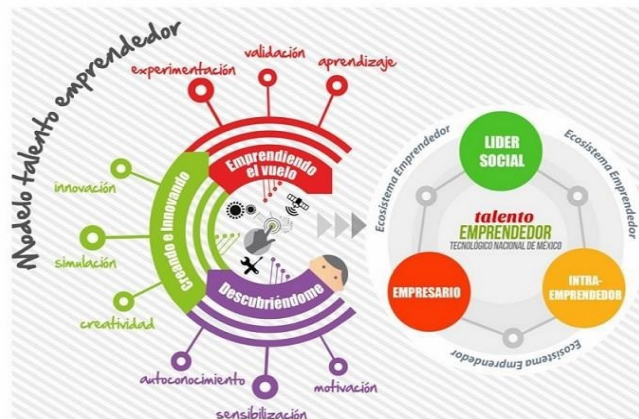 Modelo talento emprendedor
experimentación
validación
aprendizaje
Emprendiendo
el vuelo
innovación
simulación
creatividad
Creando e Innovando
Descubriéndome
autoconocimiento
sensibilización
motivación
Ecosistema Emprendedor
Ecosistema Emprendedor
LIDER
SOCIAL
talento
EMPRENDEDOR
TECNOLÓGICO NACIONAL DE MÉXICO
EMPRESARIO
INTRA-
EMPRENDEDOR
Ecosistema Emprendedor